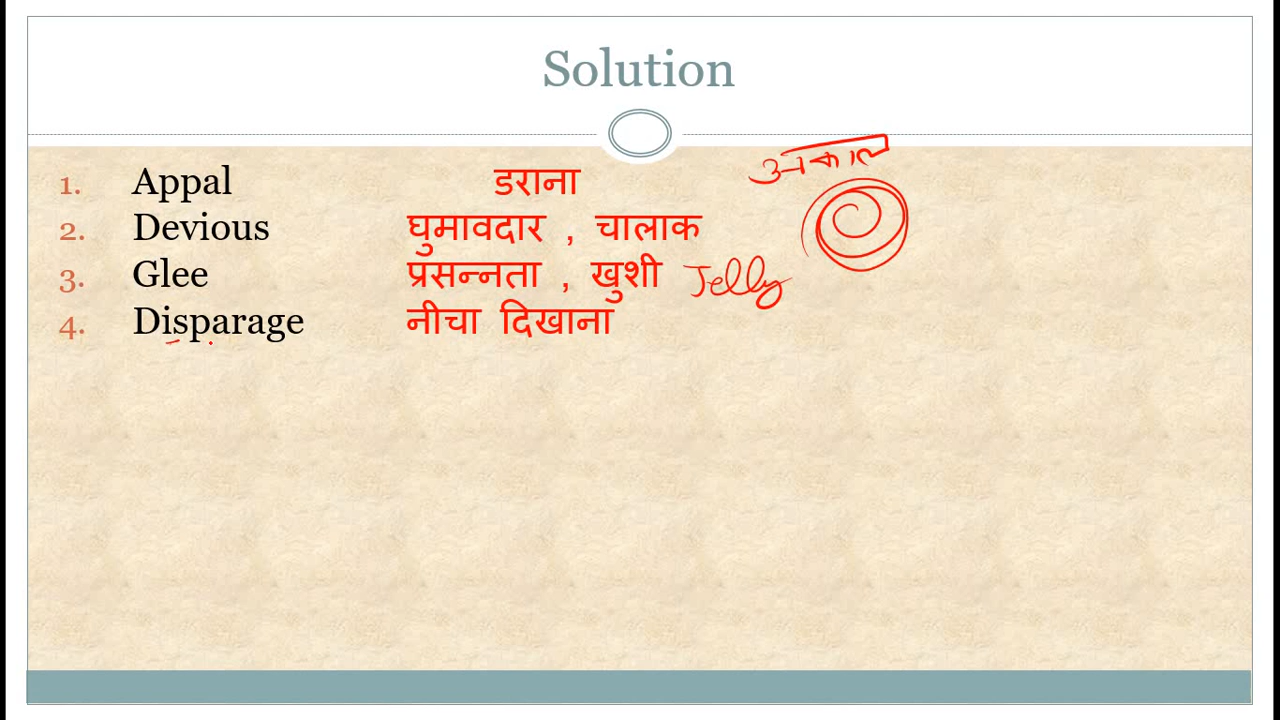 Solution
अकाल
1. Appal डराना
2. Devious घुमावदार , चालाक
3. Glee प्रसन्नता , खुशी Jelly
4. Disparage नीचा दिखाना